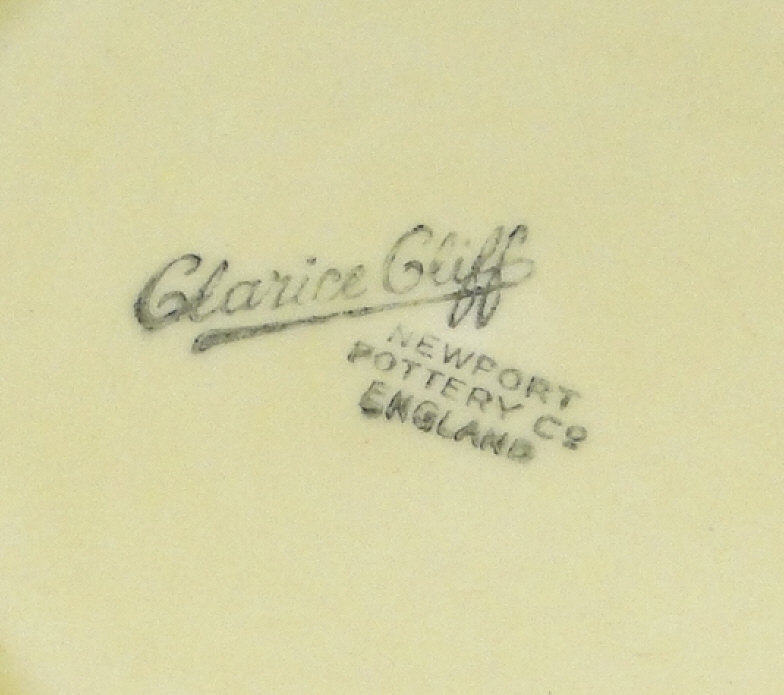 Clarice Cliff
NEWPORT
POTTERY Co
ENGLAND